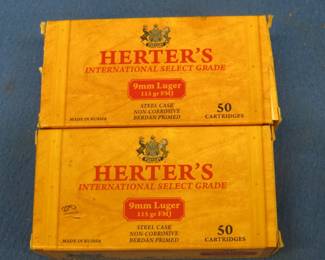 HERTER'S
INTERNATIONAL SELECT GRADE
9mm Luger
115 gr FMJ
STEEL CASE
NON-CORROSIVE
BERDAN PRIMED
50
CARTRIDGES
MADE IN RUSSIA
HERTER'S
INTERNATIONAL SELECT GRADE
9mm Luger
115 gr FMJ
STEEL CASE
NON-CORROSIVE
BERDAN PRIMED
50
CARTRIDGES
MADE IN RUSSIA